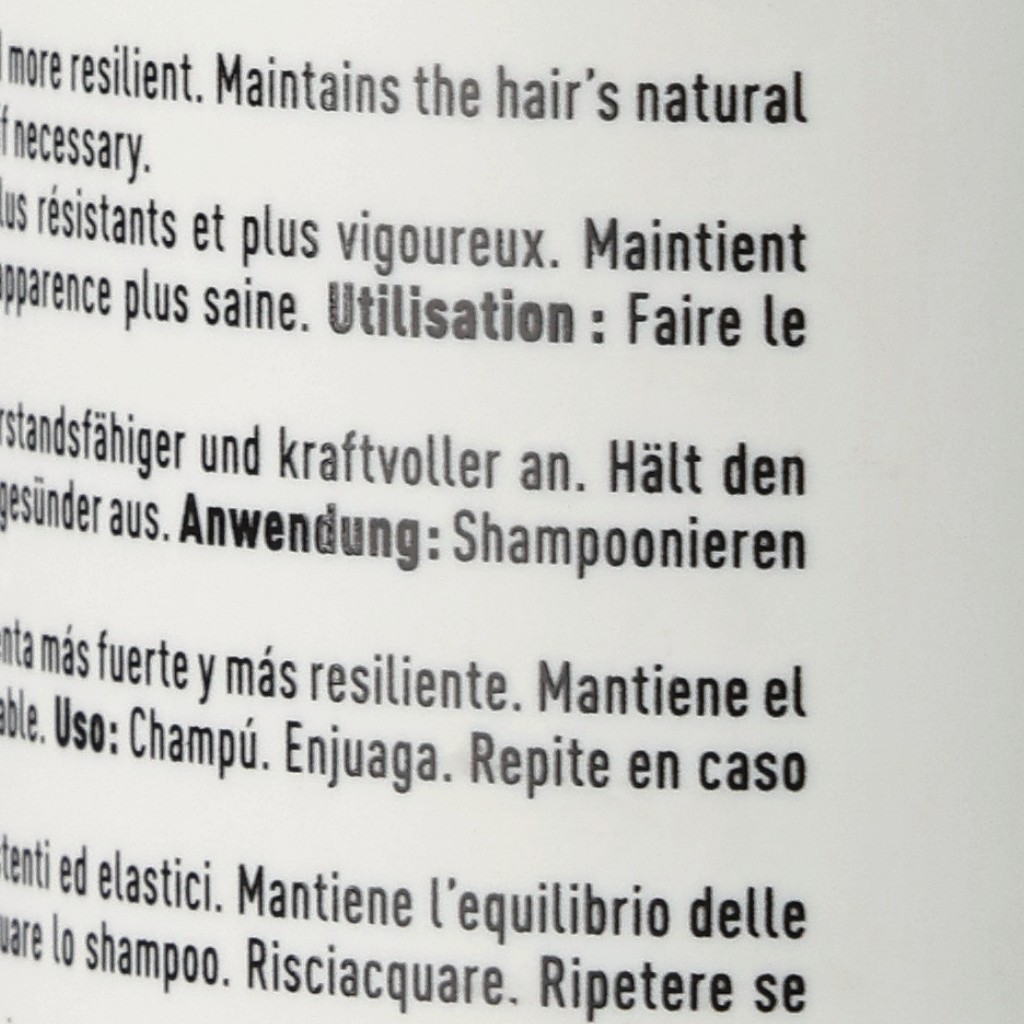 more resilient. Maintains the hair's natural
necessary.
résistants et plus vigoureux. Maintient
plus saine. Utilisation : Faire le
und kraftvoller an. Hält den
gesünder aus. Anwendung: Shampoonieren
más fuerte y más resiliente. Mantiene el
Uso: Champú. Enjuaga. Repite en caso
ed elastici. Mantiene l'equilibrio delle
lo shampoo. Risciacquare. Ripetere se